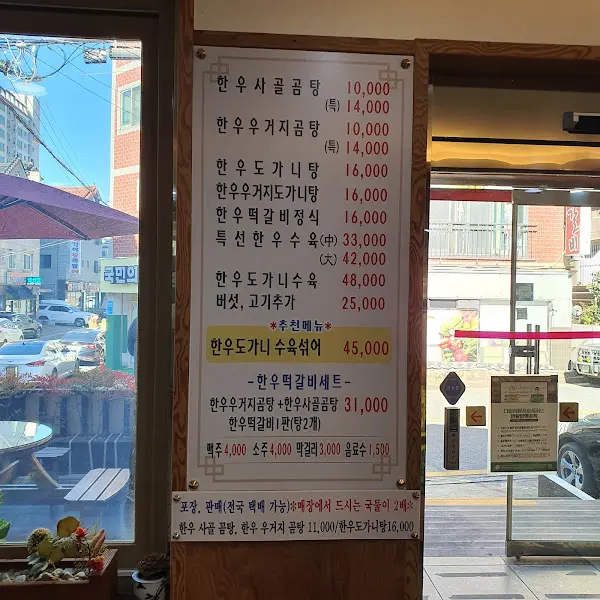 한우사골곰탕 10,000
(특) 14,000
한우우거지곰탕 10,000
(특) 14,000
한우도가니탕 16,000
한우우거지도가니탕 16,000
한우떡갈비정식 16,000
특선한우수육(中) 33,000
(大) 42,000
한우도가니수육 48,000
버섯, 고기추가 25,000
*추천메뉴*
한우도가니 수육섞어 45,000
-한우떡갈비세트-
한우우거지곰탕+한우사골곰탕 31,000
한우떡갈비1판(탕2개)
맥주 4,000 소주 4,000 막걸리 3,000 음료수 1,500
포장, 판매(전국 택배 가능)※매장에서 드시는 국물이 2배※
한우 사골 곰탕, 한우 우거지 곰탕 11,000/한우도가니탕16,000